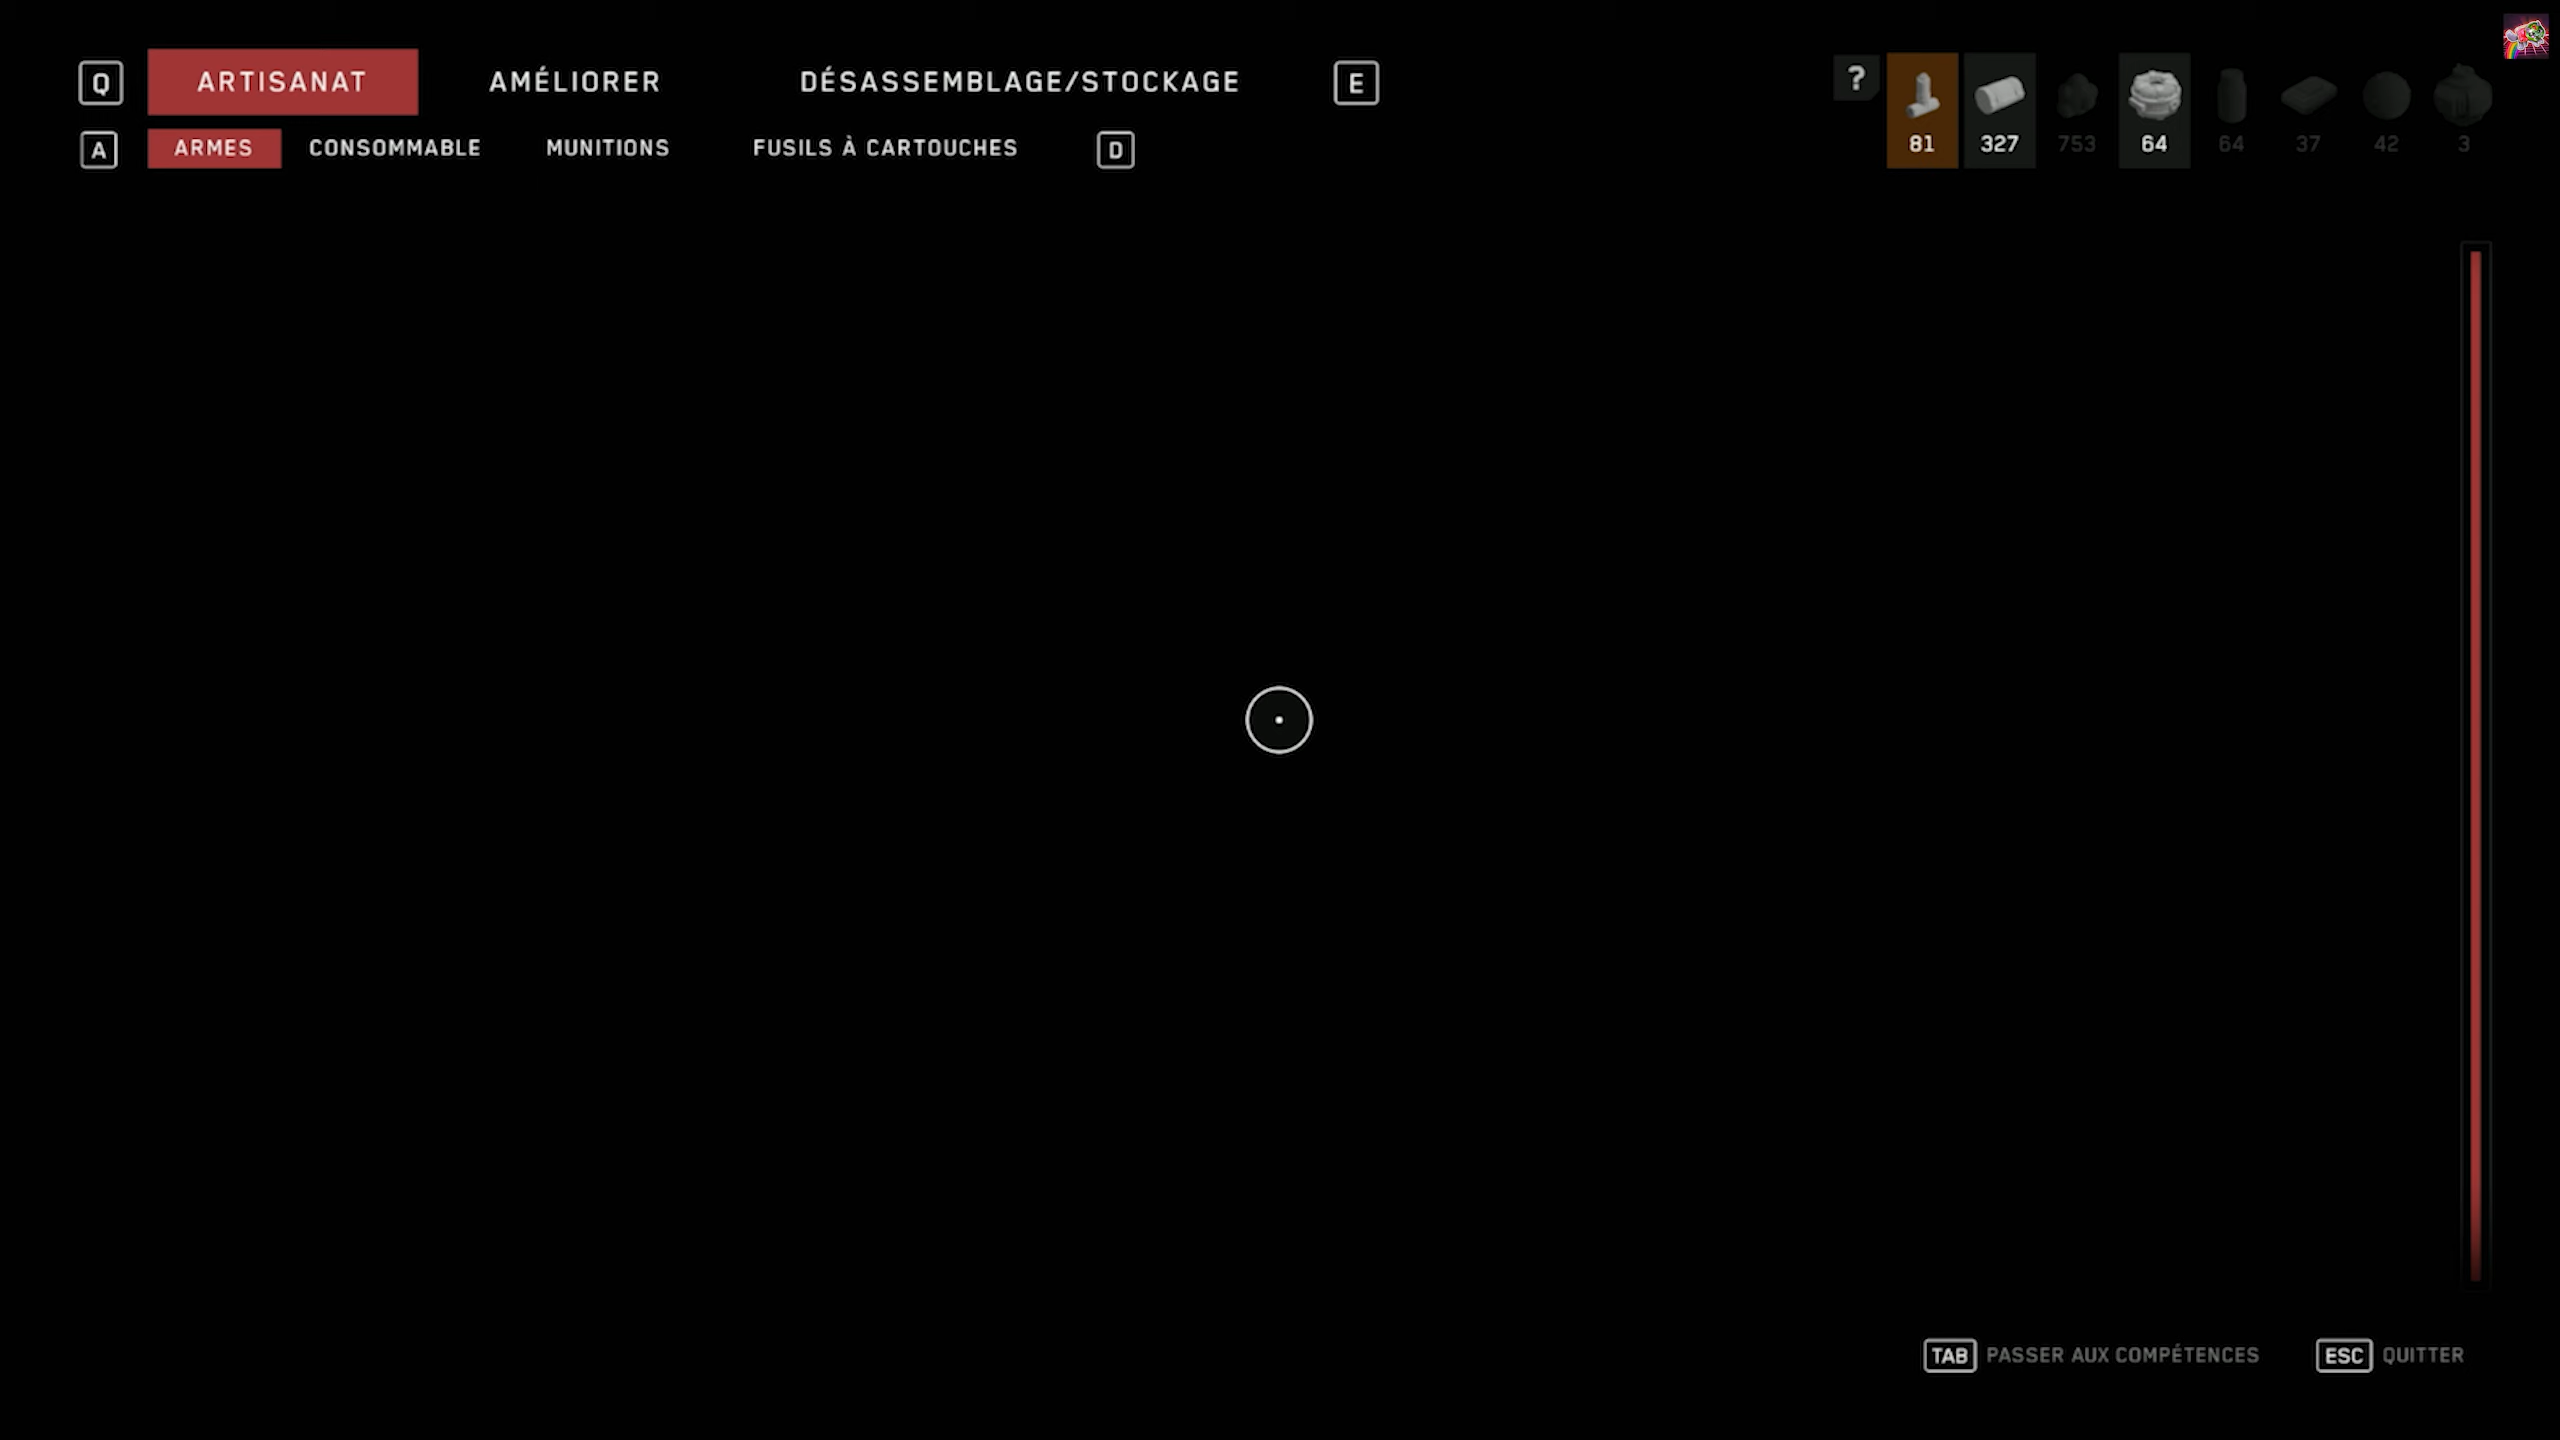 Q ARTISANAT AMÉLIORER DÉSASSEMBLAGE/STOCKAGE E
A ARMES CONSOMMABLE MUNITIONS FUSILS À CARTOUCHES D
?
81 327 753 64 64 37 42 3
TAB PASSER AUX COMPÉTENCES ESC QUITTER